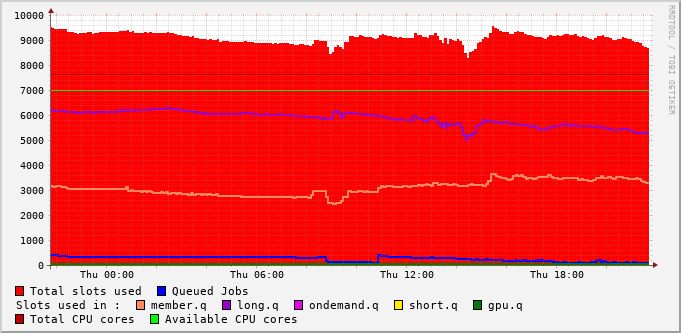 10000
9000
8000
7000
6000
5000
4000
3000
2000
1000
0
Thu 00:00 Thu 06:00 Thu 12:00 Thu 18:00
RRDTOOL / TOBI OETIKER
Total slots used Queued Jobs
Slots used in : member.q long.q ondemand.q short.q gpu.q
Total CPU cores Available CPU cores